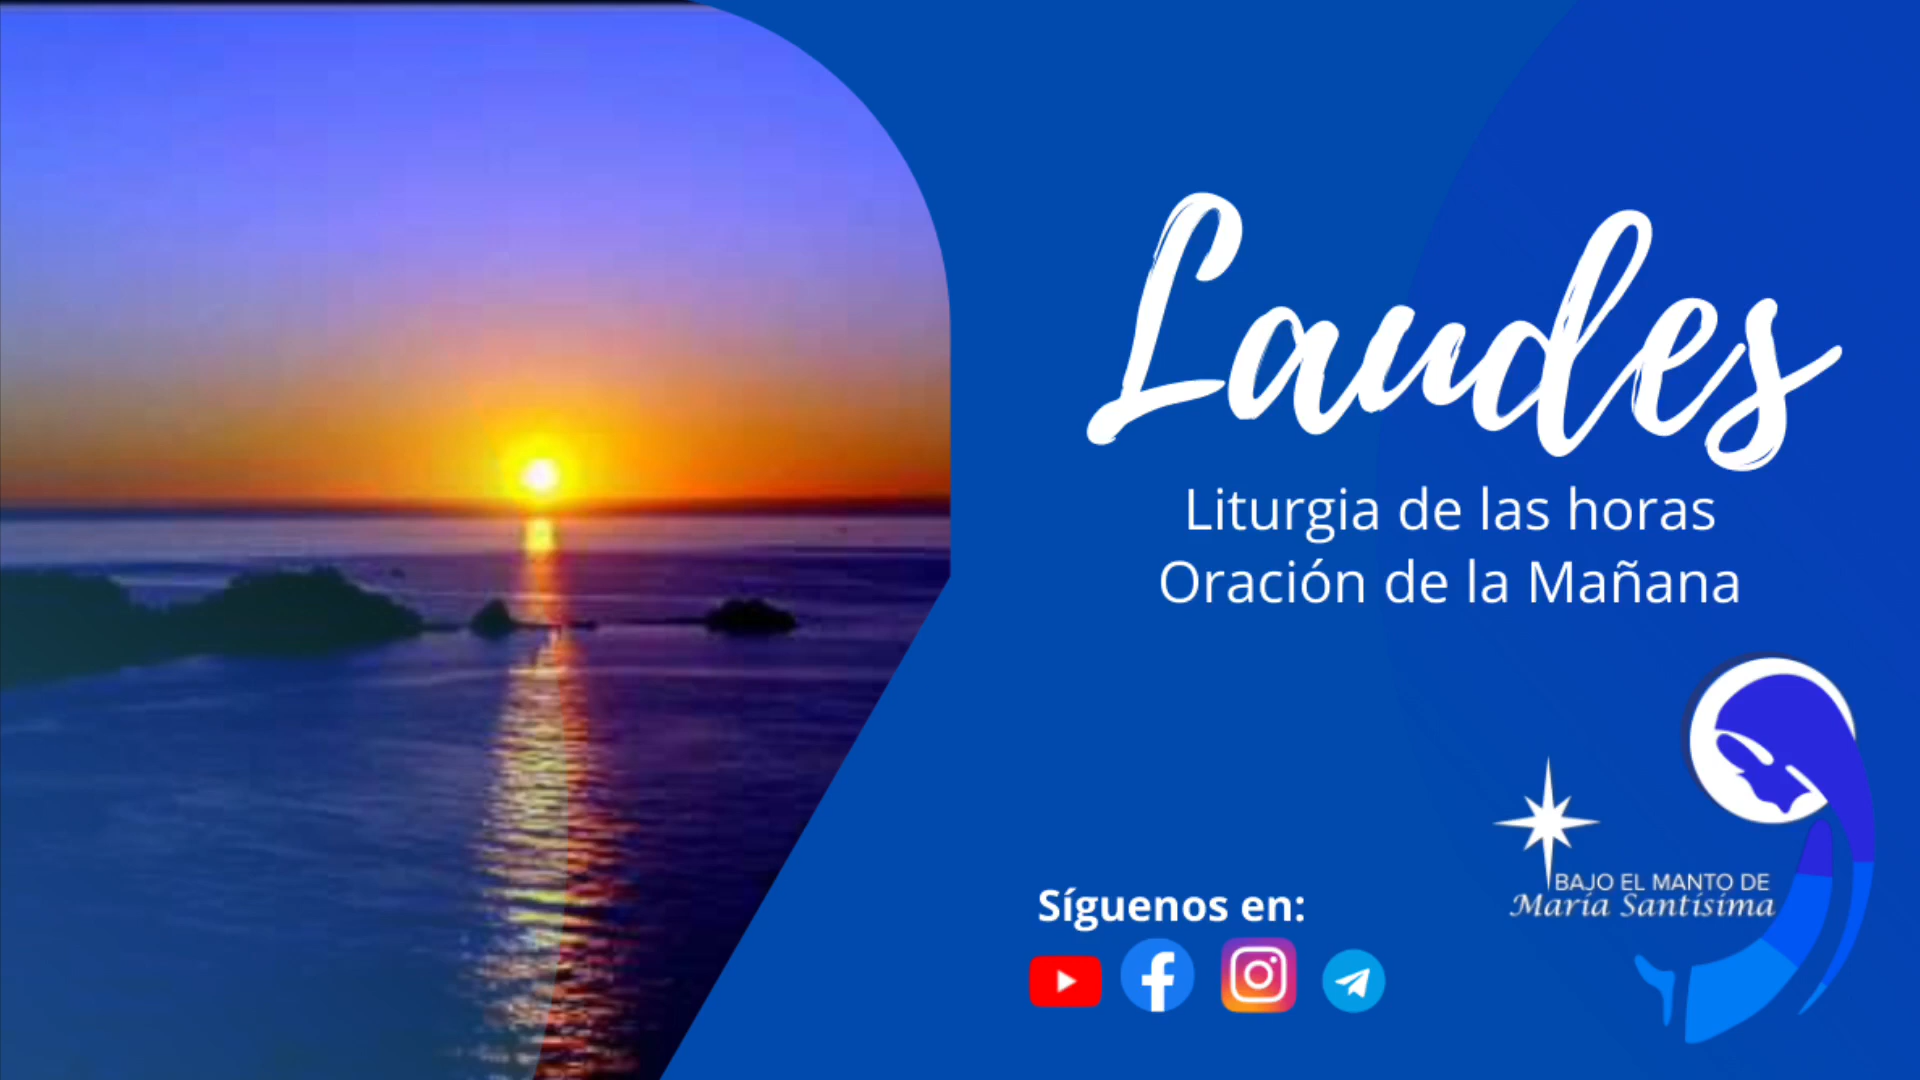 Laudes
Liturgia de las horas
Oración de la Mañana
BAJO EL MANTO DE
María Santísima
Síguenos en: